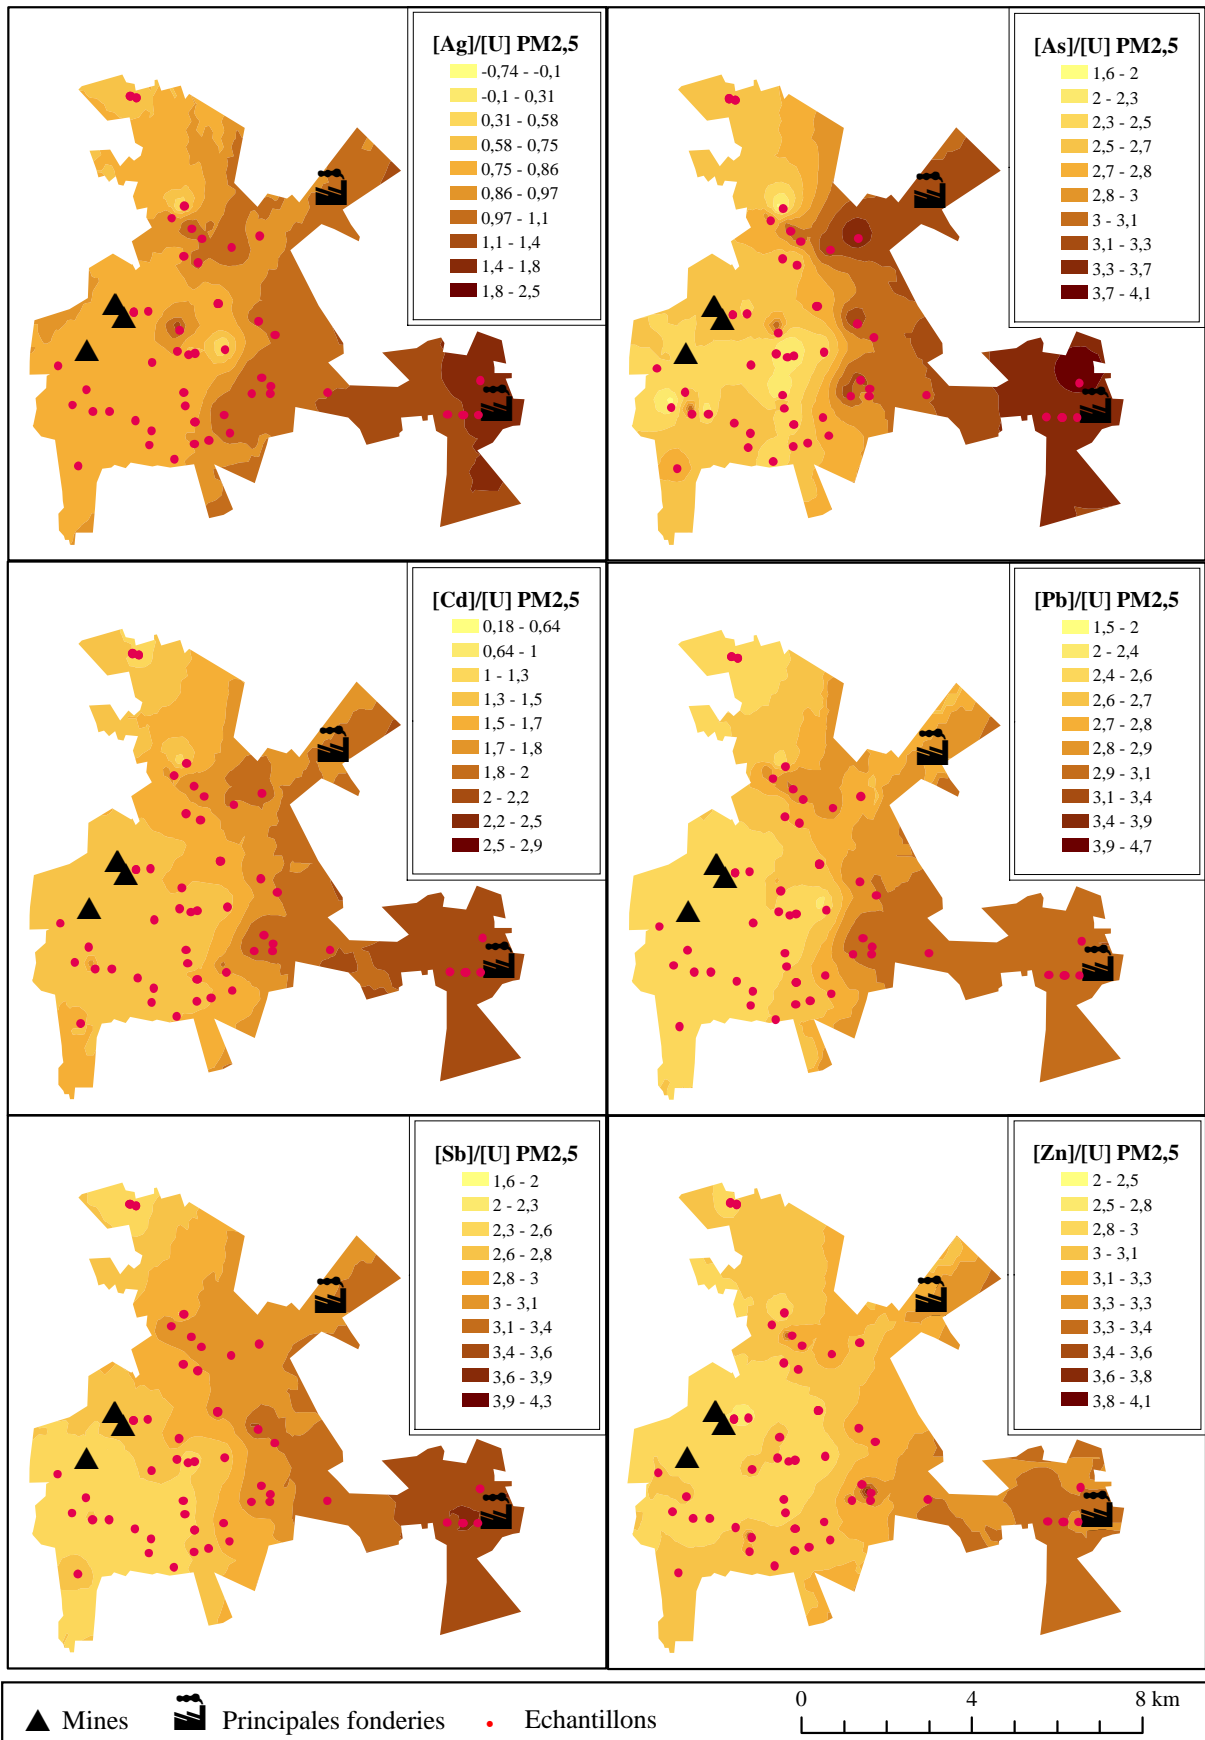 [Ag]/[U] PM2,5
-0,74 - -0,1
-0,1 - 0,31
0,31 - 0,58
0,58 - 0,75
0,75 - 0,86
0,86 - 0,97
0,97 - 1,1
1,1 - 1,4
1,4 - 1,8
1,8 - 2,5
[As]/[U] PM2,5
1,6 - 2
2 - 2,3
2,3 - 2,5
2,5 - 2,7
2,7 - 2,8
2,8 - 3
3 - 3,1
3,1 - 3,3
3,3 - 3,7
3,7 - 4,1
[Cd]/[U] PM2,5
0,18 - 0,64
0,64 - 1
1 - 1,3
1,3 - 1,5
1,5 - 1,7
1,7 - 1,8
1,8 - 2
2 - 2,2
2,2 - 2,5
2,5 - 2,9
[Pb]/[U] PM2,5
1,5 - 2
2 - 2,4
2,4 - 2,6
2,6 - 2,7
2,7 - 2,8
2,8 - 2,9
2,9 - 3,1
3,1 - 3,4
3,4 - 3,9
3,9 - 4,7
[Sb]/[U] PM2,5
1,6 - 2
2 - 2,3
2,3 - 2,6
2,6 - 2,8
2,8 - 3
3 - 3,1
3,1 - 3,4
3,4 - 3,6
3,6 - 3,9
3,9 - 4,3
[Zn]/[U] PM2,5
2 - 2,5
2,5 - 2,8
2,8 - 3
3 - 3,1
3,1 - 3,3
3,3 - 3,3
3,3 - 3,4
3,4 - 3,6
3,6 - 3,8
3,8 - 4,1
Mines
Principales fonderies
Echantillons
0 4 8 km